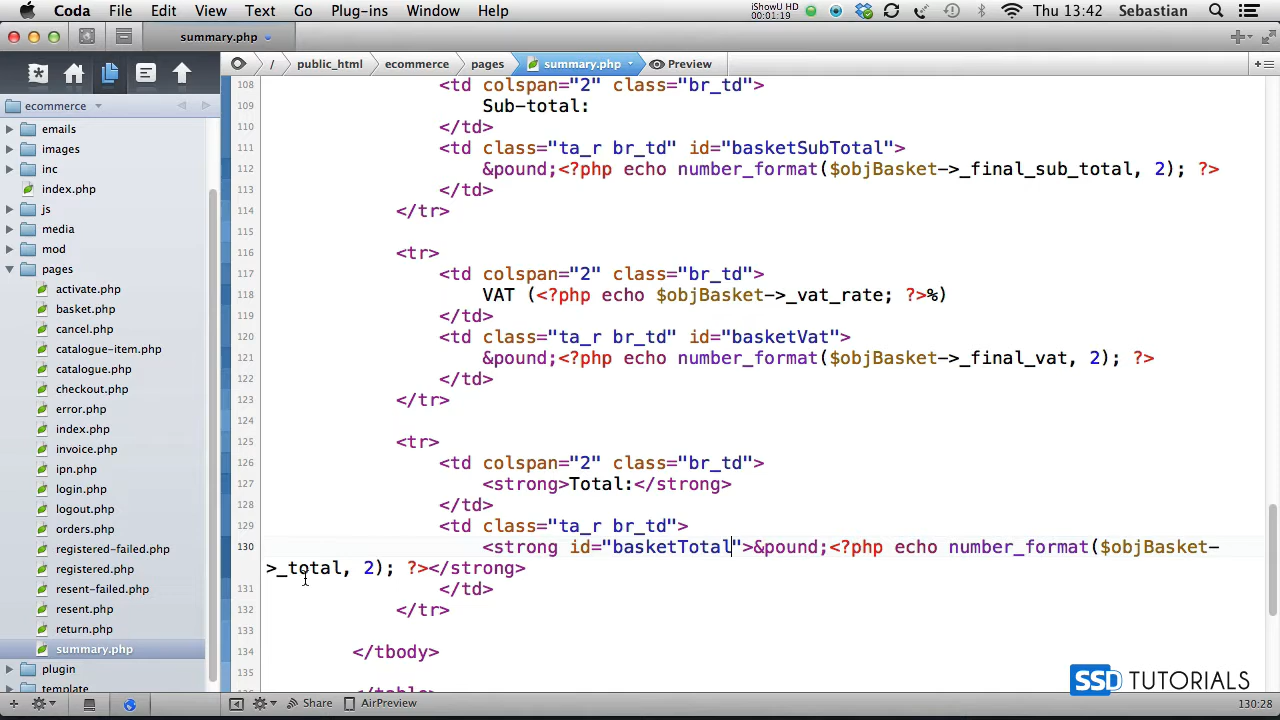 Coda File Edit View Text Go Plug-ins Window Help iShowU HD 00:01:19 Thu 13:42 Sebastian
summary.php
/ public_html ecommerce pages summary.php Preview
ecommerce
emails
images
inc
index.php
js
media
mod
pages
activate.php
basket.php
cancel.php
catalogue-item.php
catalogue.php
checkout.php
error.php
index.php
invoice.php
ipn.php
login.php
logout.php
orders.php
registered-failed.php
registered.php
resent-failed.php
resent.php
return.php
summary.php
plugin
template
108 <td colspan="2" class="br_td">
109 Sub-total:
110 </td>
111 <td class="ta_r br_td" id="basketSubTotal">
112 &pound;<?php echo number_format($objBasket->_final_sub_total, 2); ?>
113 </td>
114 </tr>
115
116 <tr>
117 <td colspan="2" class="br_td">
118 VAT (<?php echo $objBasket->_vat_rate; ?>%)
119 </td>
120 <td class="ta_r br_td" id="basketVat">
121 &pound;<?php echo number_format($objBasket->_final_vat, 2); ?>
122 </td>
123 </tr>
124
125 <tr>
126 <td colspan="2" class="br_td">
127 <strong>Total:</strong>
128 </td>
129 <td class="ta_r br_td">
130 <strong id="basketTotal">&pound;<?php echo number_format($objBasket-
>_total, 2); ?></strong>
131 </td>
132 </tr>
133
134 </tbody>
135
</table>
SSD TUTORIALS
Share AirPreview 130:28